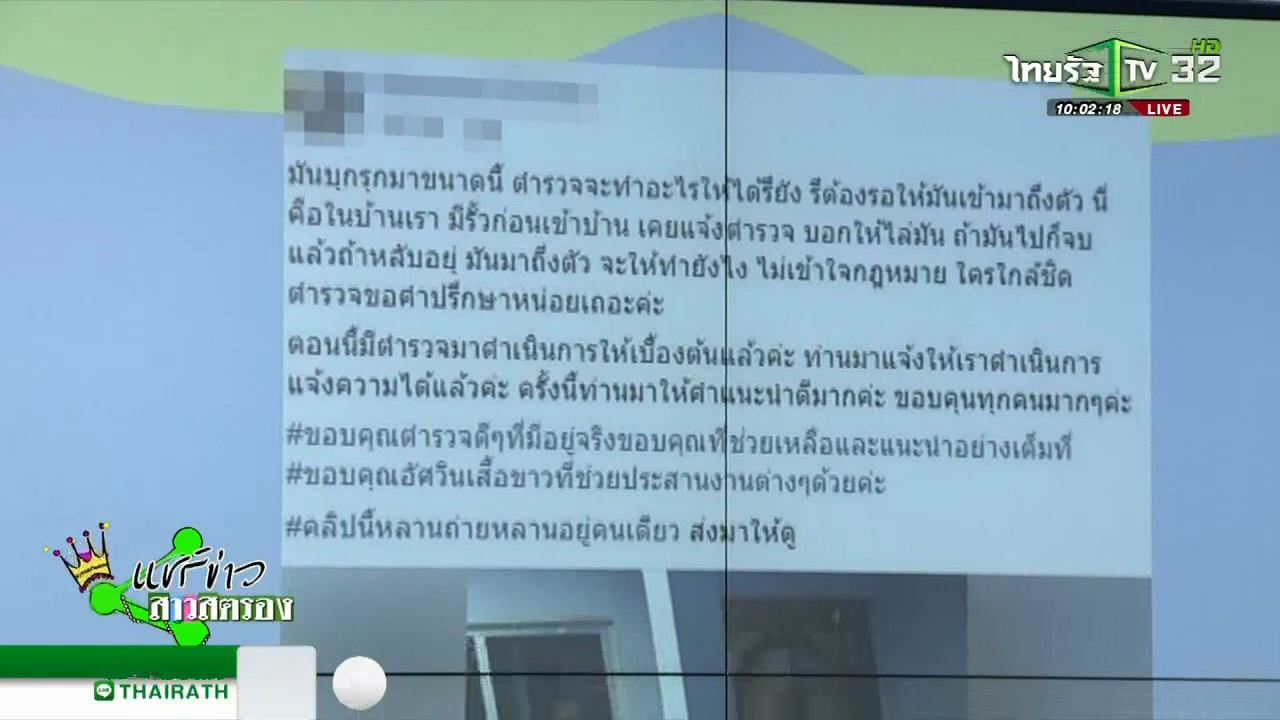 ไทยรัฐ TV 32 HD
10:02:18 LIVE
มันบุกรุกมาขนาดนี้ ตำรวจจะทำอะไรให้ได้รึยัง รึต้องรอให้มันเข้ามาถึงตัว นี่
คือในบ้านเรา มีรั้วก่อนเข้าบ้าน เคยแจ้งตำรวจ บอกให้ไล่มัน ถ้ามันไปก็จบ
แล้วถ้าหลับอยู่ มันมาถึงตัว จะให้ทำยังไง ไม่เข้าใจกฎหมาย ใครใกล้ชิด
ตำรวจขอคำปรึกษาหน่อยเถอะค่ะ
ตอนนี้มีตำรวจมาดำเนินการให้เบื้องต้นแล้วค่ะ ท่านมาแจ้งให้เราดำเนินการ
แจ้งความได้แล้วค่ะ ครั้งนี้ท่านมาให้คำแนะนำดีมากค่ะ ขอบคุนทุกคนมากๆค่ะ
#ขอบคุณตำรวจดีๆที่มีอยู่จริงขอบคุณที่ช่วยเหลือและแนะนำอย่างเต็มที่
#ขอบคุณอัศวินเสื้อขาวที่ช่วยประสานงานต่างๆด้วยค่ะ
#คลิปนี้หลานถ่ายหลานอยู่คนเดียว ส่งมาให้ดู
แชร์ข่าว
สาวสตรอง
LINE THAIRATH